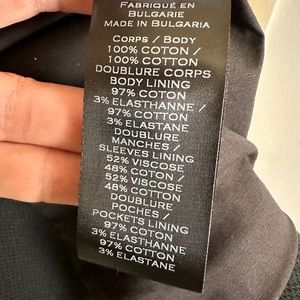 Fabriqué en
Bulgarie
Made in Bulgaria
Corps / Body
100% Coton /
100% Cotton
Doublure Corps
Body Lining
97% Coton
3% Elasthanne /
97% Cotton
3% Elastane
Doublure
Manches /
Sleeves Lining
52% Viscose
48% Coton /
52% Viscose
48% Cotton
Doublure
Poches /
Pockets Lining
97% Coton
3% Elasthanne
97% Cotton
3% Elastane